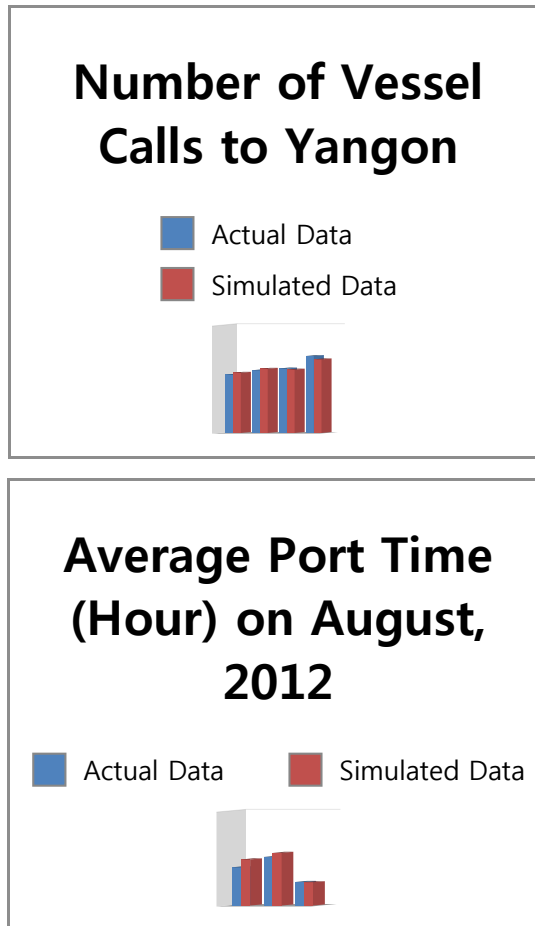 Number of Vessel
Calls to Yangon
Actual Data
Simulated Data
Average Port Time
(Hour) on August,
2012
Actual Data Simulated Data